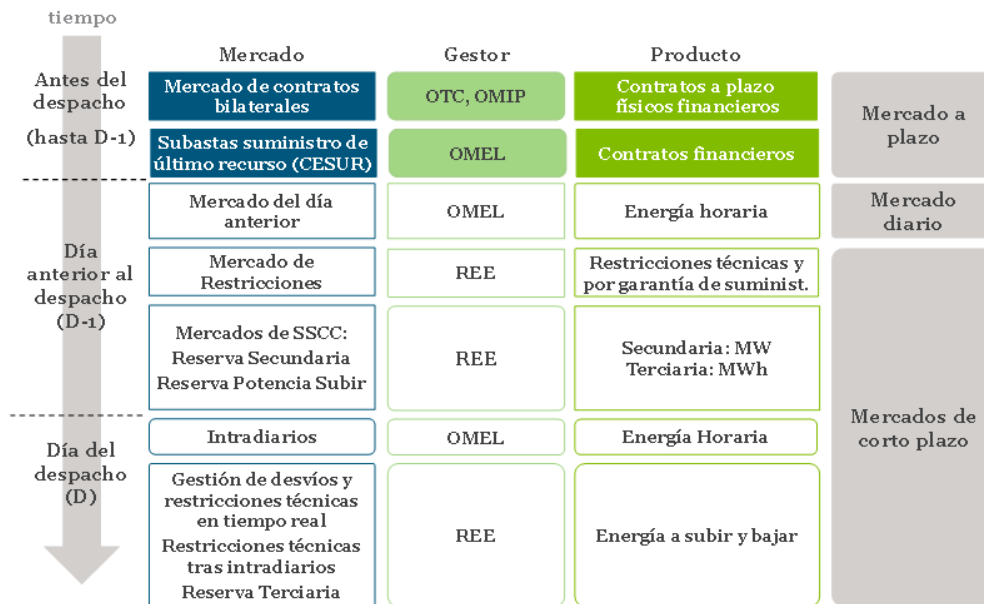 tiempo
Mercado
Gestor
Producto
Antes del
despacho
(hasta D-1)
Mercado de contratos
bilaterales
OTC, OMIP
Contratos a plazo
físicos financieros
Mercado a
plazo
Subastas suministro de
último recurso (CESUR)
OMEL
Contratos financieros
Día
anterior al
despacho
(D-1)
Mercado del día
anterior
OMEL
Energía horaria
Mercado
diario
Mercado de
Restricciones
REE
Restricciones técnicas y
por garantía de suminist.
Mercados de
corto plazo
Mercados de SSCC:
Reserva Secundaria
Reserva Potencia Subir
REE
Secundaria: MW
Terciaria: MWh
Día del
despacho
(D)
Intradiarios
OMEL
Energía Horaria
Gestión de desvíos y
restricciones técnicas
en tiempo real
Restricciones técnicas
tras intradiarios
Reserva Terciaria
REE
Energía a subir y bajar